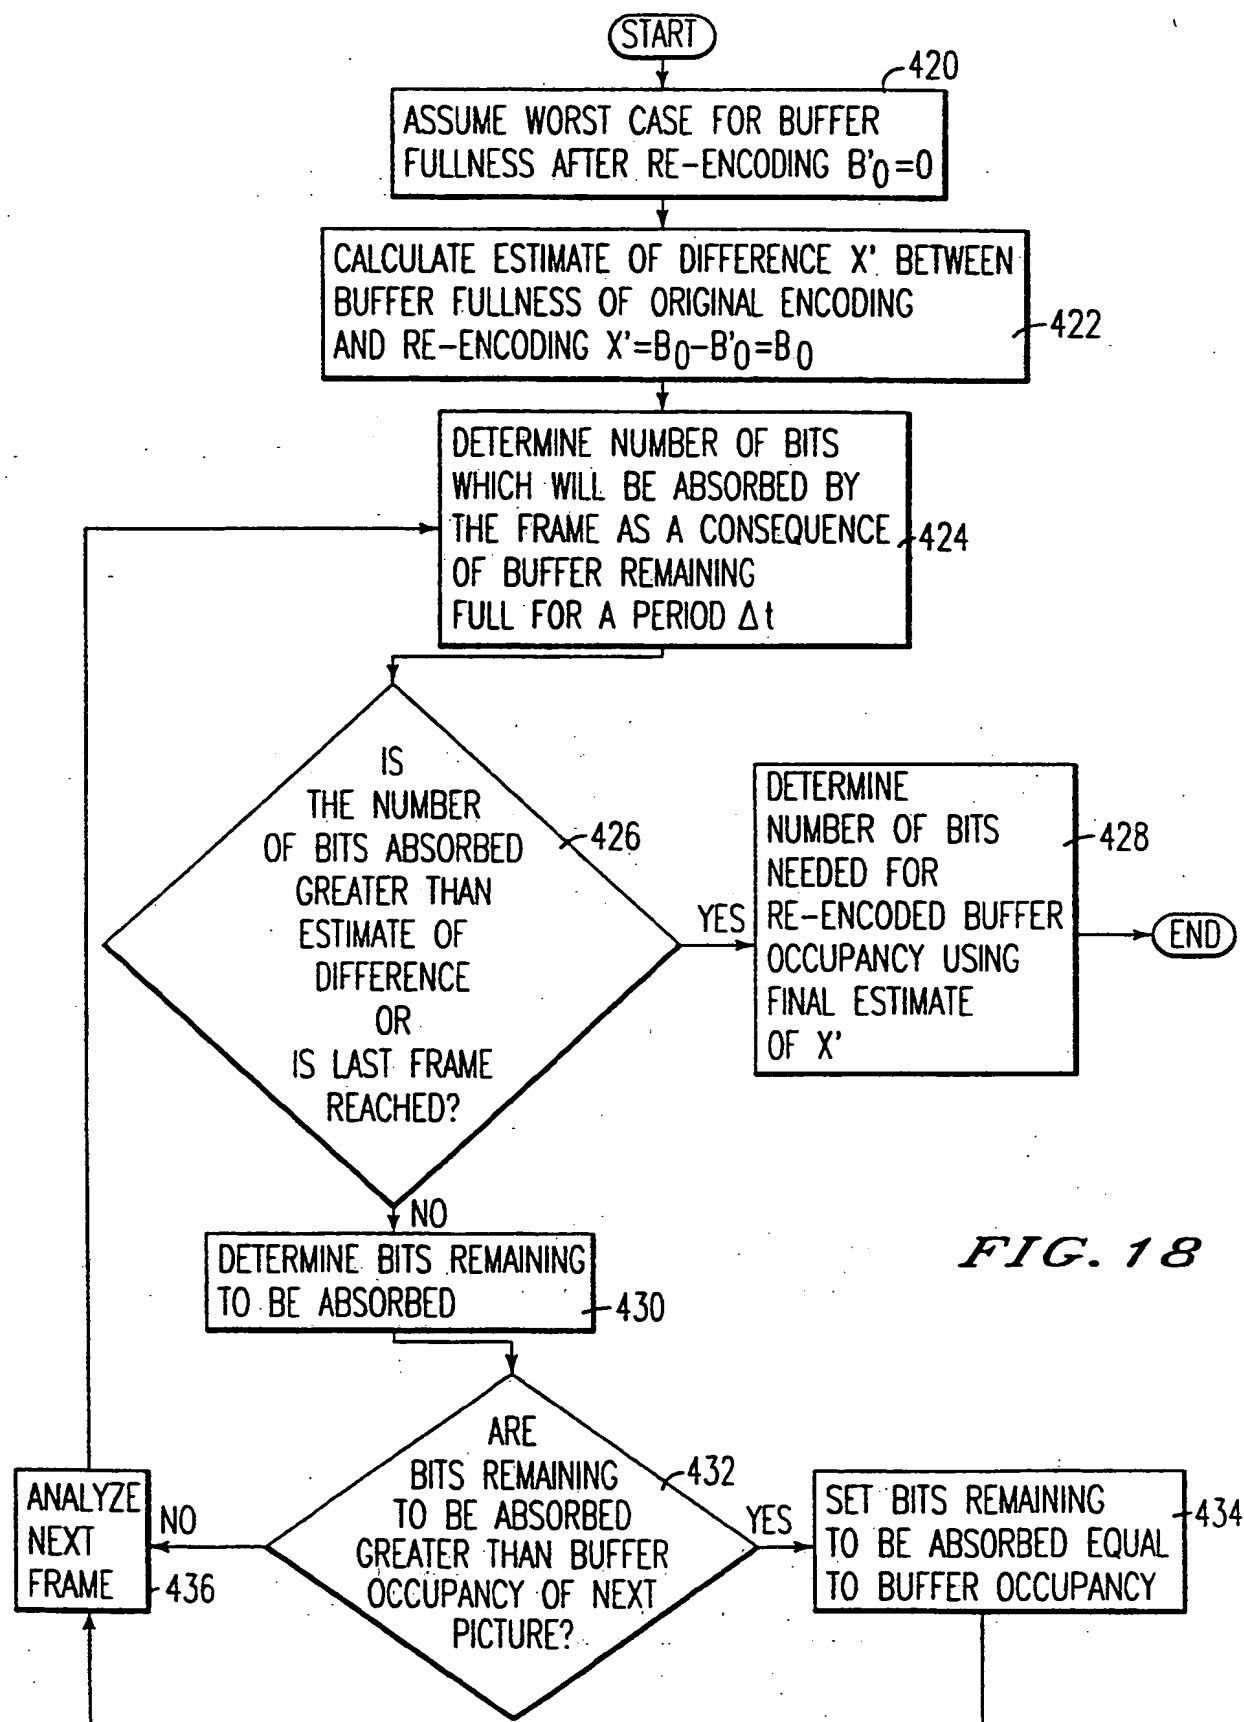 START
420
ASSUME WORST CASE FOR BUFFER
FULLNESS AFTER RE-ENCODING B'0=0
CALCULATE ESTIMATE OF DIFFERENCE X' BETWEEN
BUFFER FULLNESS OF ORIGINAL ENCODING
AND RE-ENCODING X'=B0-B'0=B0
422
DETERMINE NUMBER OF BITS
WHICH WILL BE ABSORBED BY
THE FRAME AS A CONSEQUENCE
OF BUFFER REMAINING
FULL FOR A PERIOD Δt
424
IS
THE NUMBER
OF BITS ABSORBED
GREATER THAN
ESTIMATE OF
DIFFERENCE
OR
IS LAST FRAME
REACHED?
426
YES
DETERMINE
NUMBER OF BITS
NEEDED FOR
RE-ENCODED BUFFER
OCCUPANCY USING
FINAL ESTIMATE
OF X'
428
END
NO
DETERMINE BITS REMAINING
TO BE ABSORBED
430
FIG. 18
ARE
BITS REMAINING
TO BE ABSORBED
GREATER THAN BUFFER
OCCUPANCY OF NEXT
PICTURE?
432
NO
ANALYZE
NEXT
FRAME
436
YES
SET BITS REMAINING
TO BE ABSORBED EQUAL
TO BUFFER OCCUPANCY
434